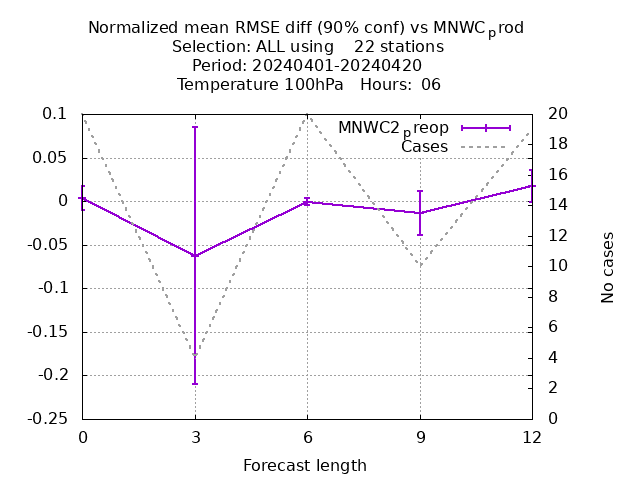 Normalized mean RMSE diff (90% conf) vs MNWCprod
Selection: ALL using 22 stations
Period: 20240401-20240420
Temperature 100hPa Hours: 06
MNWC2preop
Cases
0.1
0.05
0
-0.05
-0.1
-0.15
-0.2
-0.25
20
18
16
14
12
10
8
6
4
2
0
No cases
0 3 6 9 12
Forecast length